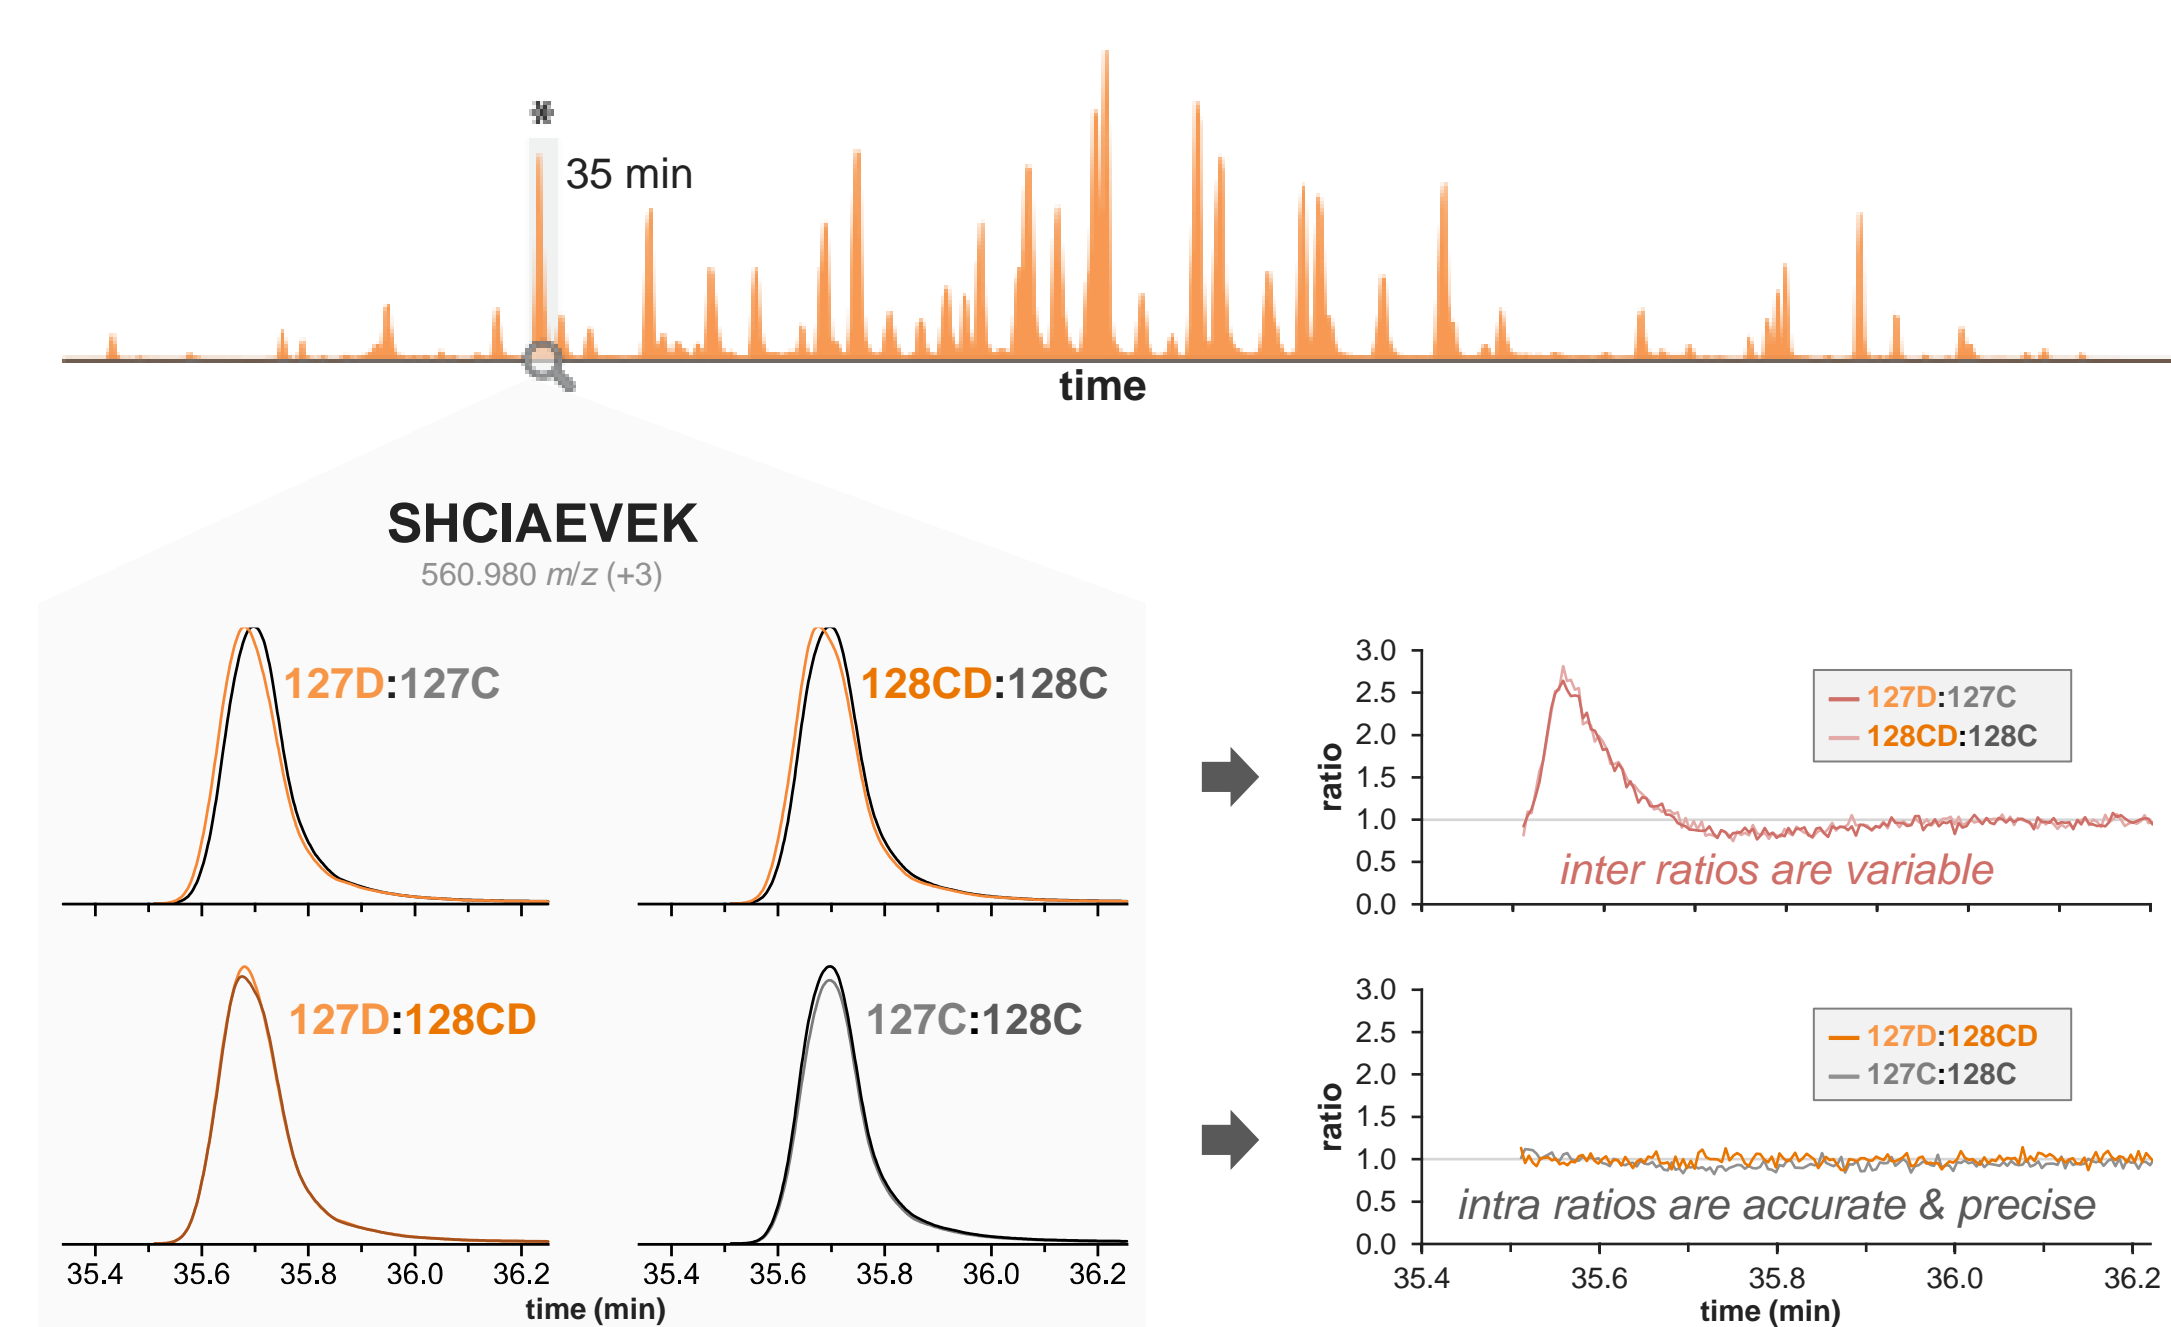 *
35 min
time
SHCIAEVEK
560.980 m/z (+3)
127D:127C
128CD:128C
127D:128CD
127C:128C
35.4 35.6 35.8 36.0 36.2
35.4 35.6 35.8 36.0 36.2
time (min)
3.0
2.5
2.0
1.5
1.0
0.5
0.0
ratio
127D:127C
128CD:128C
inter ratios are variable
3.0
2.5
2.0
1.5
1.0
0.5
0.0
ratio
127D:128CD
127C:128C
intra ratios are accurate & precise
35.4 35.6 35.8 36.0 36.2
time (min)